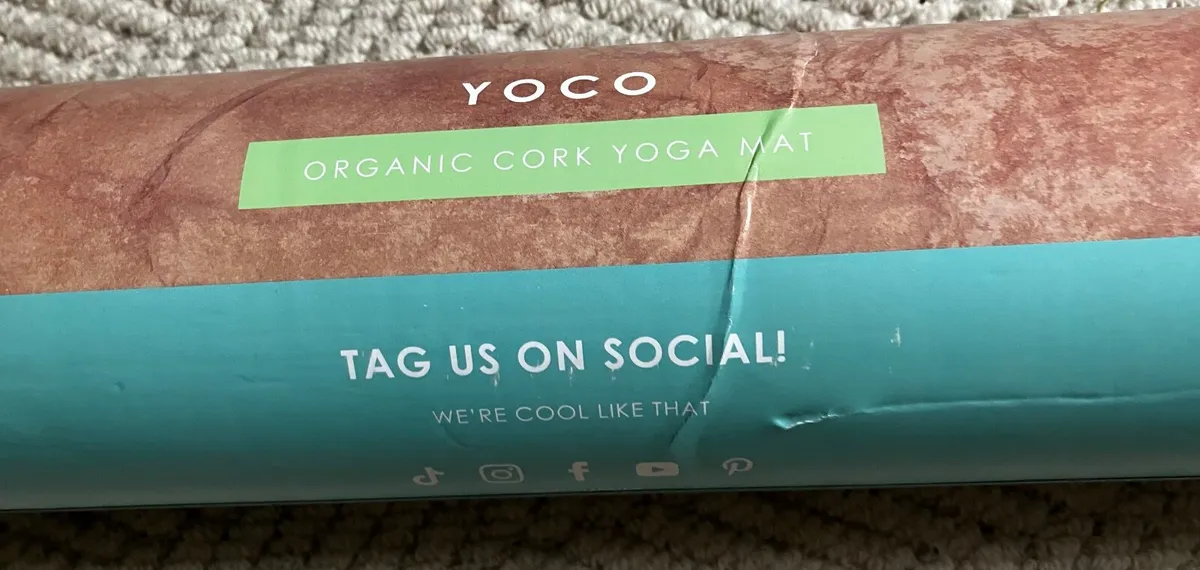 YOCO
ORGANIC CORK YOGA MAT
TAG US ON SOCIAL!
WE'RE COOL LIKE THAT